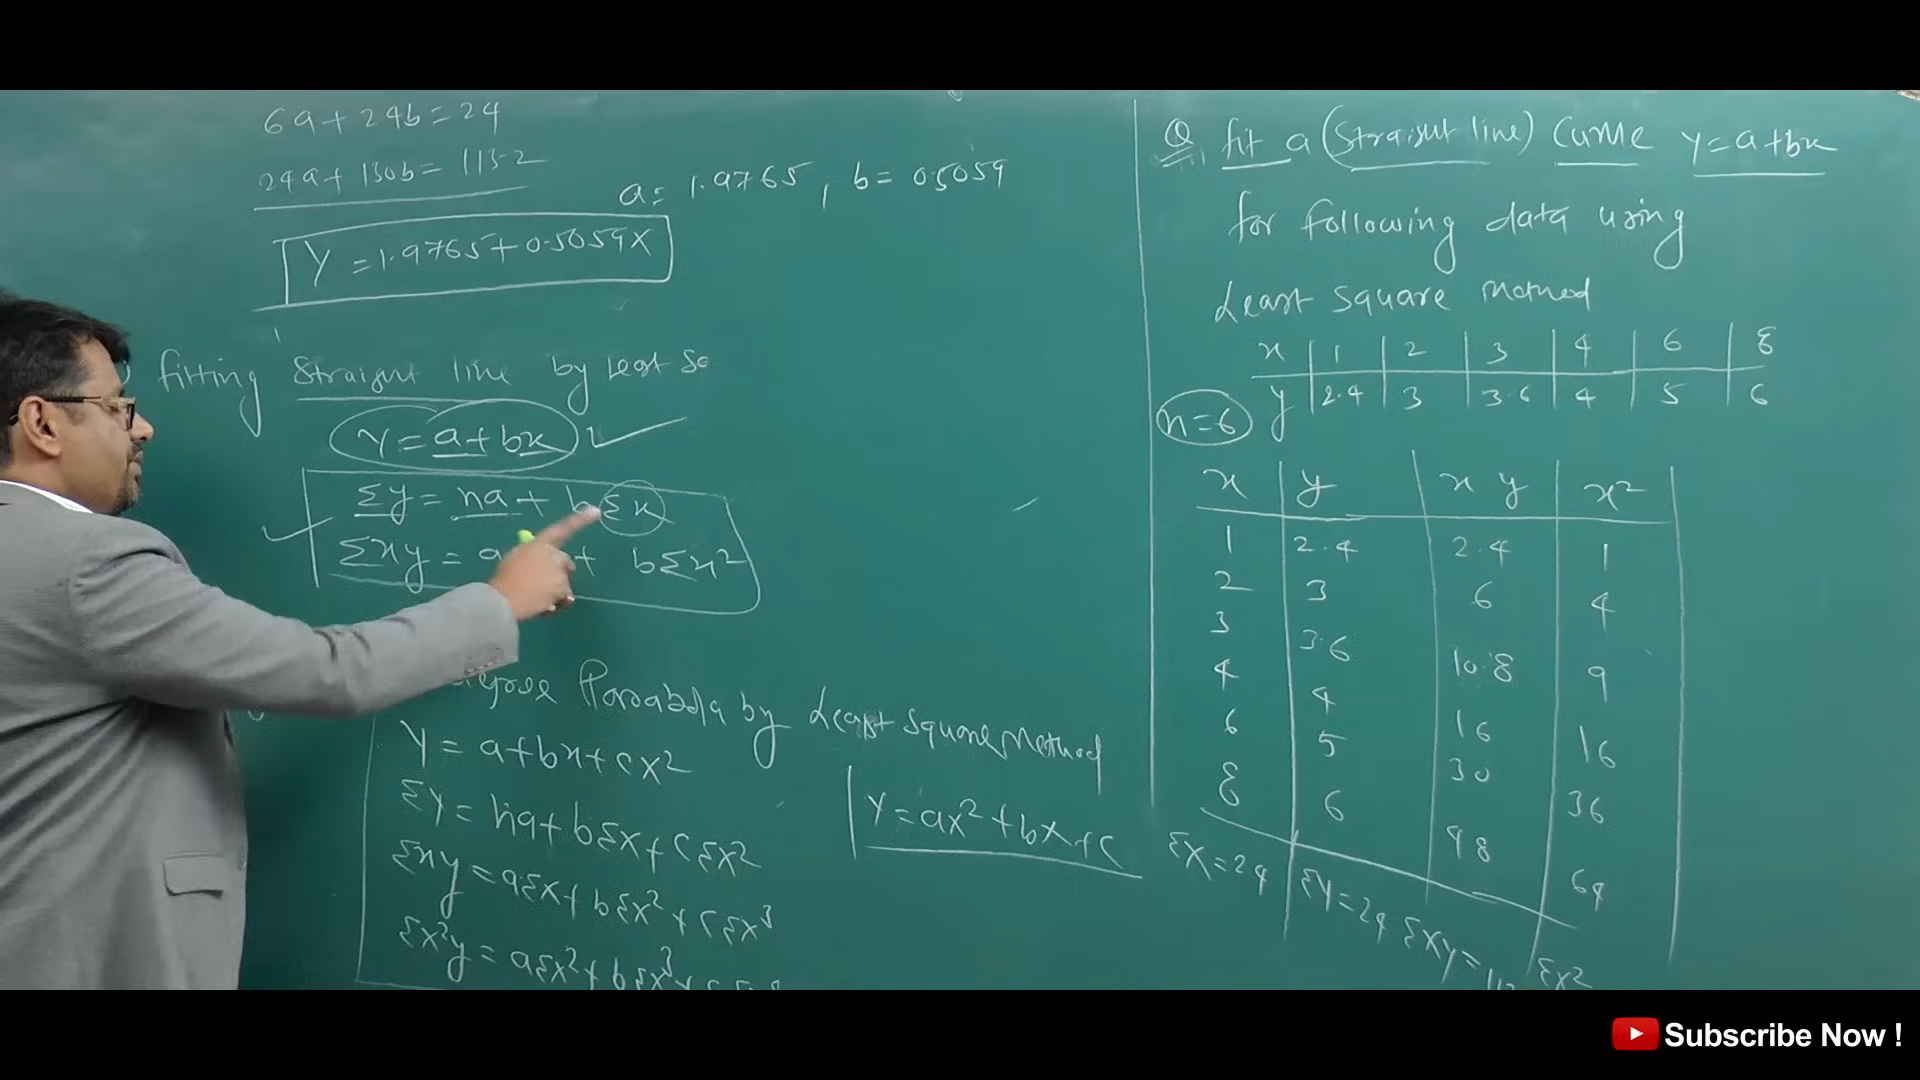 6a + 24b = 24
24a + 130b = 113.2
a = 1.9765, b = 0.5059
Y = 1.9765 + 0.5059X
fitting Straight line by Least Sq
Y = a + bx
Σy = na + bΣx
Σxy = a + bΣx²
Parabola by Least Square Method
Y = a + bx + cx²
ΣY = na + bΣx + cΣx²
Σxy = aΣx + bΣx² + cΣx³
Σx²y = aΣx² + bΣx³ +
Y = ax² + bx + c
Q. fit a (Straight line) Curve Y = a + bx
for following data using
Least Square Method
x 1 2 3 4 6 8
y 2.4 3 3.6 4 5 6
n = 6
x y xy x²
1 2.4 2.4 1
2 3 6 4
3 3.6 10.8 9
4 4 16 16
6 5 30 36
8 6 48 64
ΣX = 24 ΣY = 24 ΣXY = 11 Σx²
Subscribe Now !